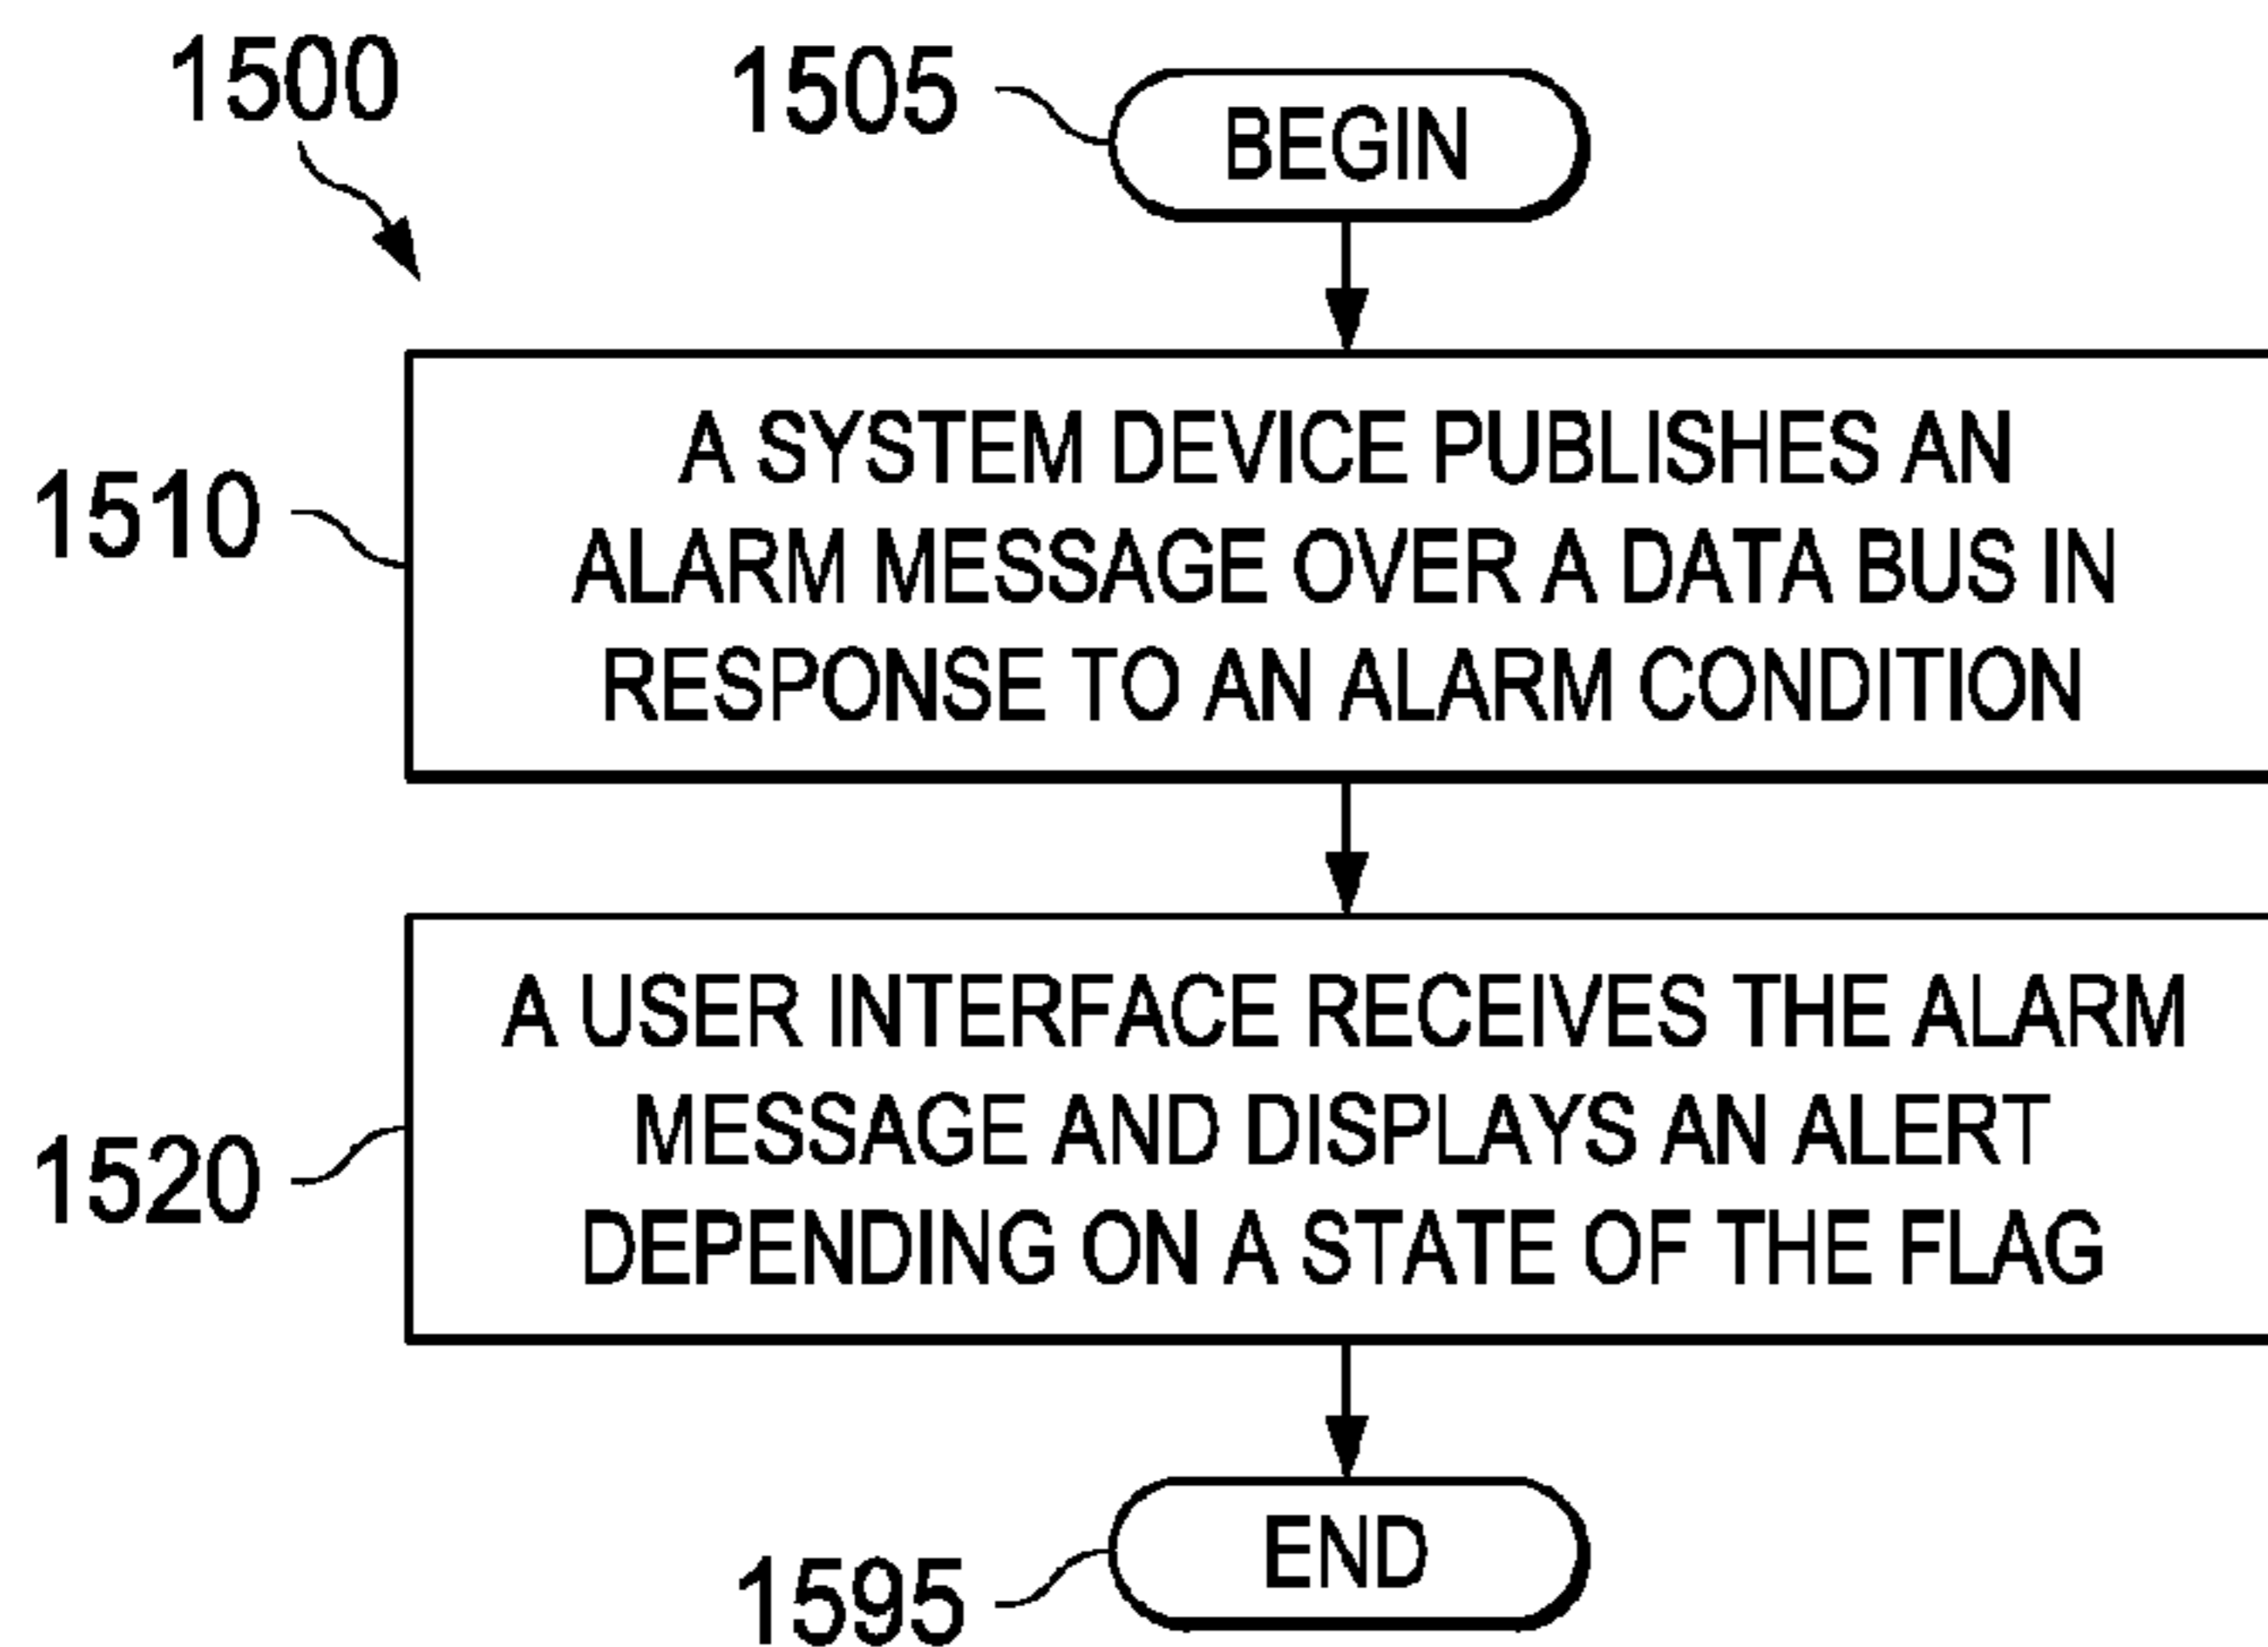 1500
1505
BEGIN
1510
A SYSTEM DEVICE PUBLISHES AN
ALARM MESSAGE OVER A DATA BUS IN
RESPONSE TO AN ALARM CONDITION
1520
A USER INTERFACE RECEIVES THE ALARM
MESSAGE AND DISPLAYS AN ALERT
DEPENDING ON A STATE OF THE FLAG
1595
END